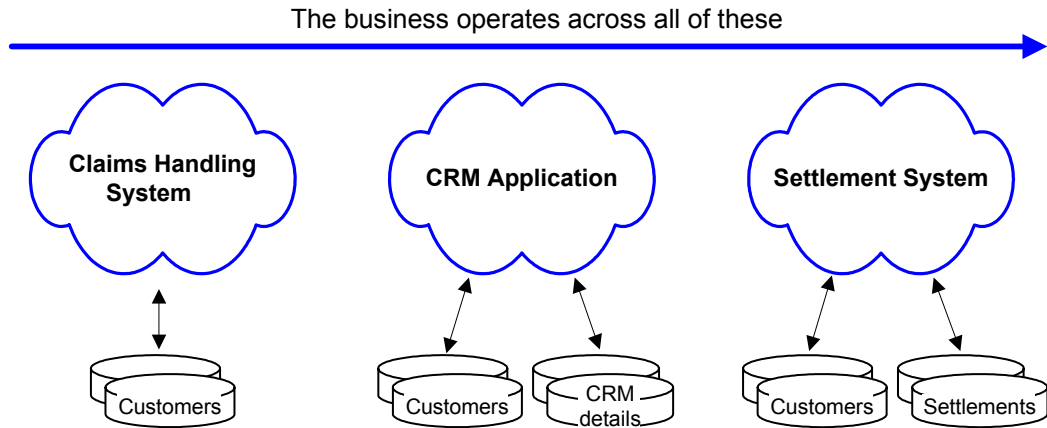 The business operates across all of these
Claims Handling
System
CRM Application
Settlement System
Customers
Customers
CRM
details
Customers
Settlements